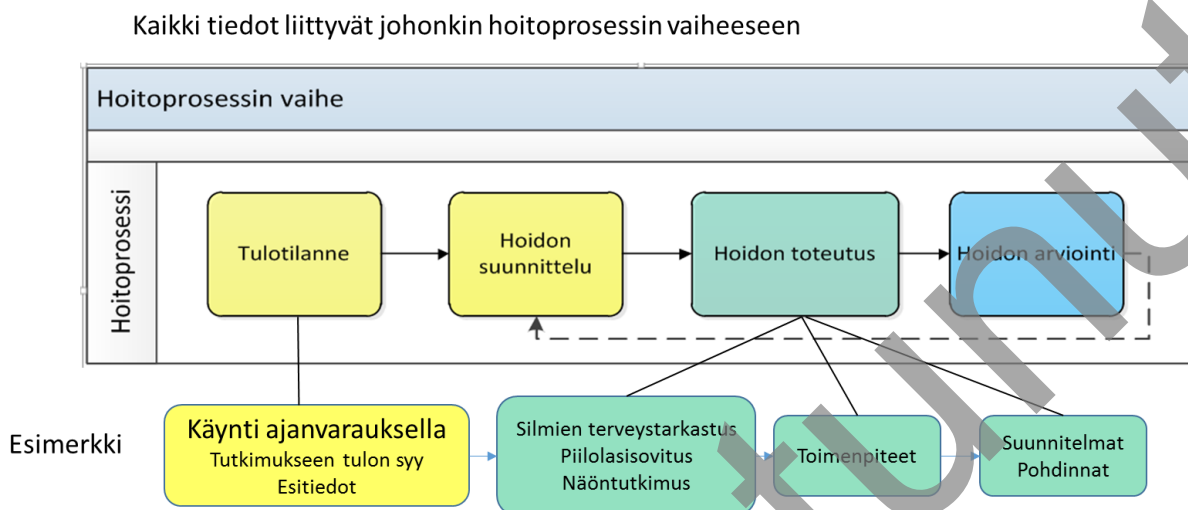 Kaikki tiedot liittyvät johonkin hoitoprosessin vaiheeseen
Hoitoprosessin vaihe
Hoitoprosessi
Tulotilanne
Hoidon
suunnittelu
Hoidon toteutus
Hoidon arviointi
Esimerkki
Käynti ajanvarauksella
Tutkimukseen tulon syy
Esitiedot
Silmien terveystarkastus
Piilolasisovitus
Näöntutkimus
Toimenpiteet
Suunnitelmat
Pohdinnat